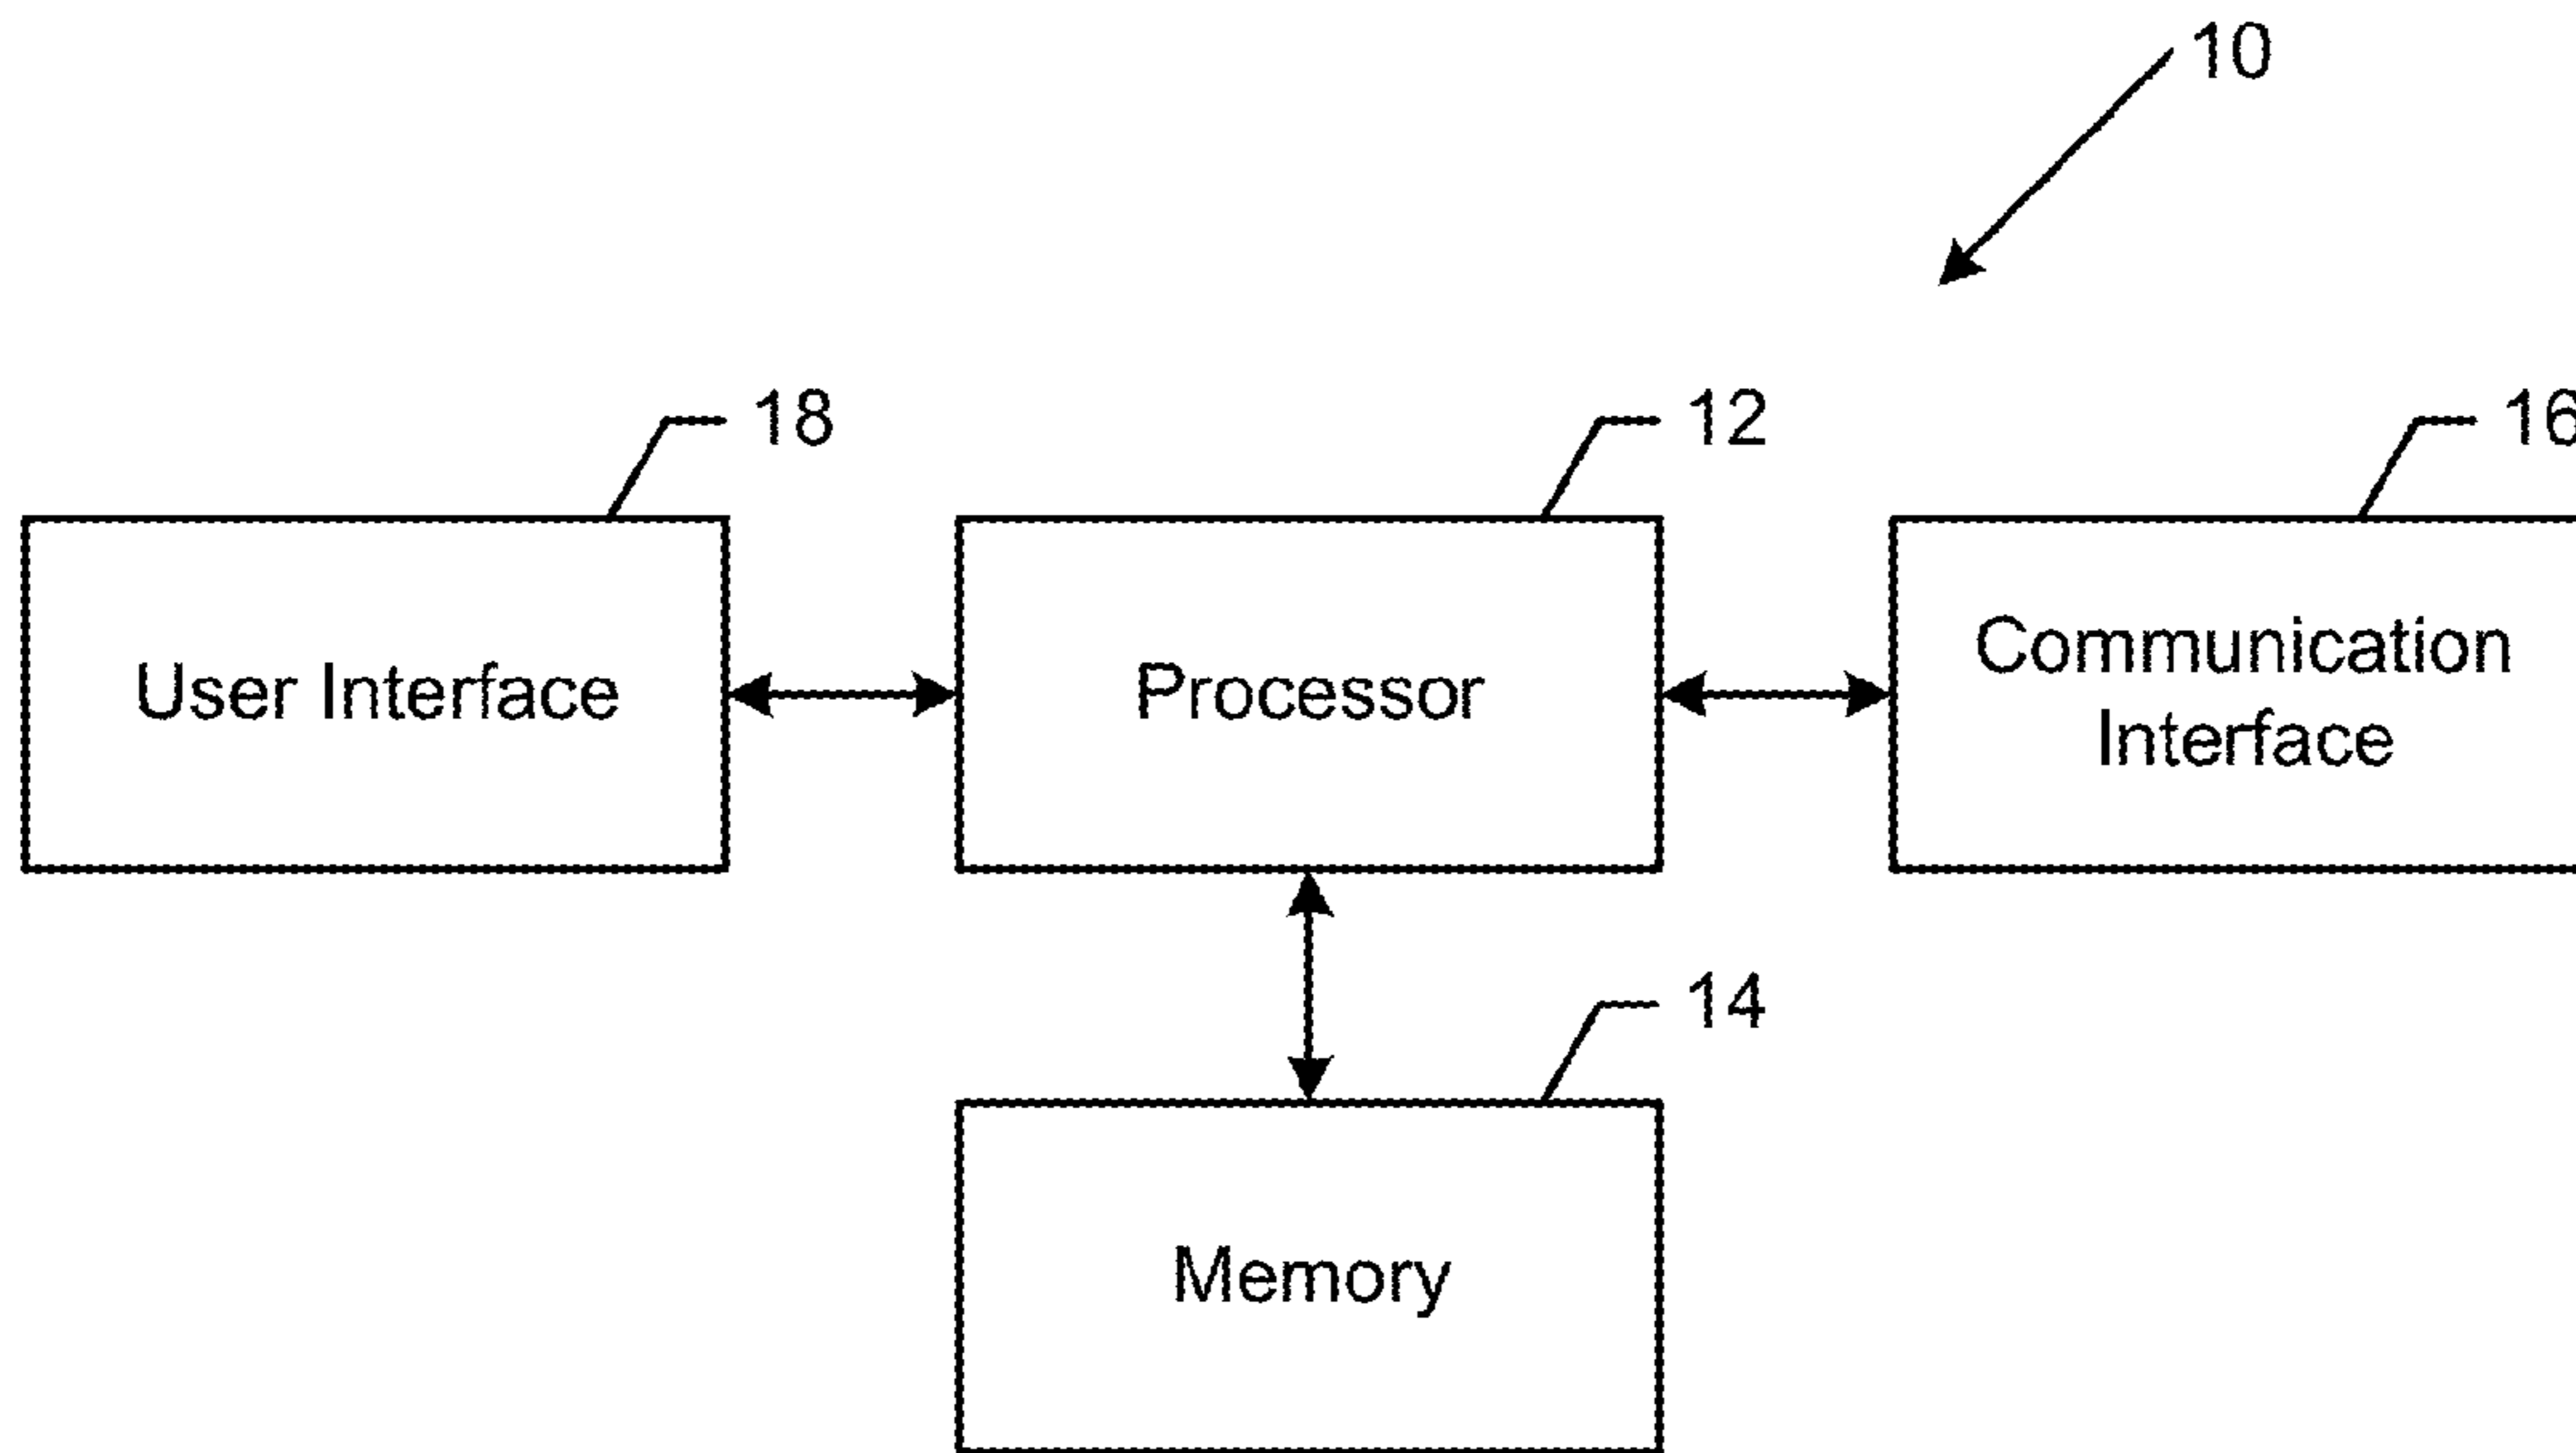 10
18
12
16
User Interface
Processor
Communication
Interface
14
Memory